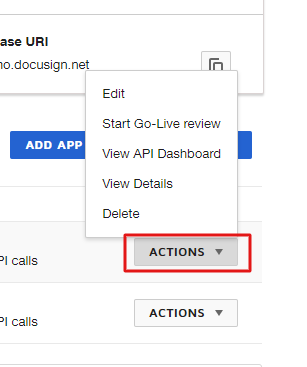 ase URI
no.docusign.net
Edit
Start Go-Live review
View API Dashboard
View Details
Delete
ADD APP
ACTIONS
PI calls
ACTIONS
PI calls